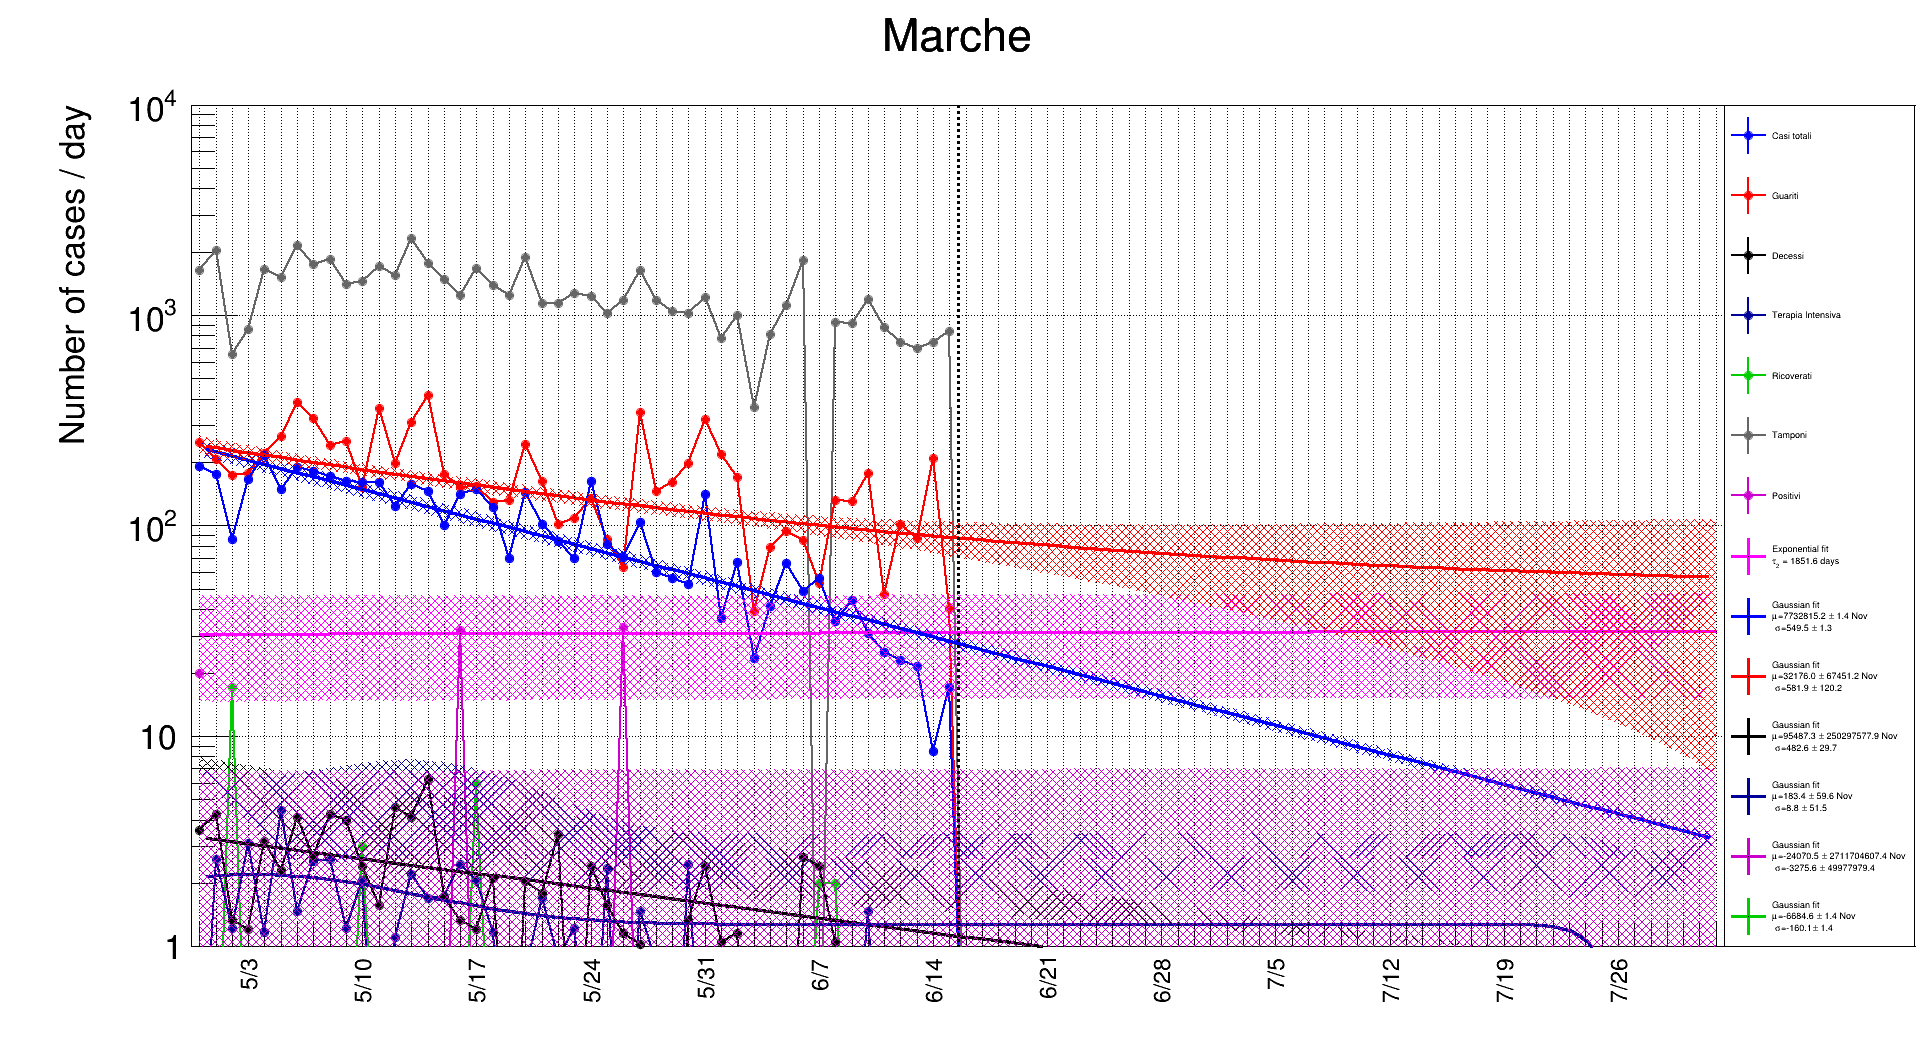 Marche
Number of cases / day
10^4
10^3
10^2
10
1
5/3
5/10
5/17
5/24
5/31
6/7
6/14
6/21
6/28
7/5
7/12
7/19
7/26
Casi totali
Guariti
Decessi
Terapia Intensiva
Ricoverati
Tamponi
Positivi
Exponential fit
τ_2 = 1851.6 days
Gaussian fit
μ=7732815.2 ± 1.4 Nov
σ=549.5 ± 1.3
Gaussian fit
μ=32176.0 ± 67451.2 Nov
σ=581.9 ± 120.2
Gaussian fit
μ=95487.3 ± 250297577.9 Nov
σ=482.6 ± 29.7
Gaussian fit
μ=183.4 ± 59.6 Nov
σ=8.8 ± 51.5
Gaussian fit
μ=-24070.5 ± 2711704607.4 Nov
σ=-3275.6 ± 49977979.4
Gaussian fit
μ=-6684.6 ± 1.4 Nov
σ=-160.1 ± 1.4